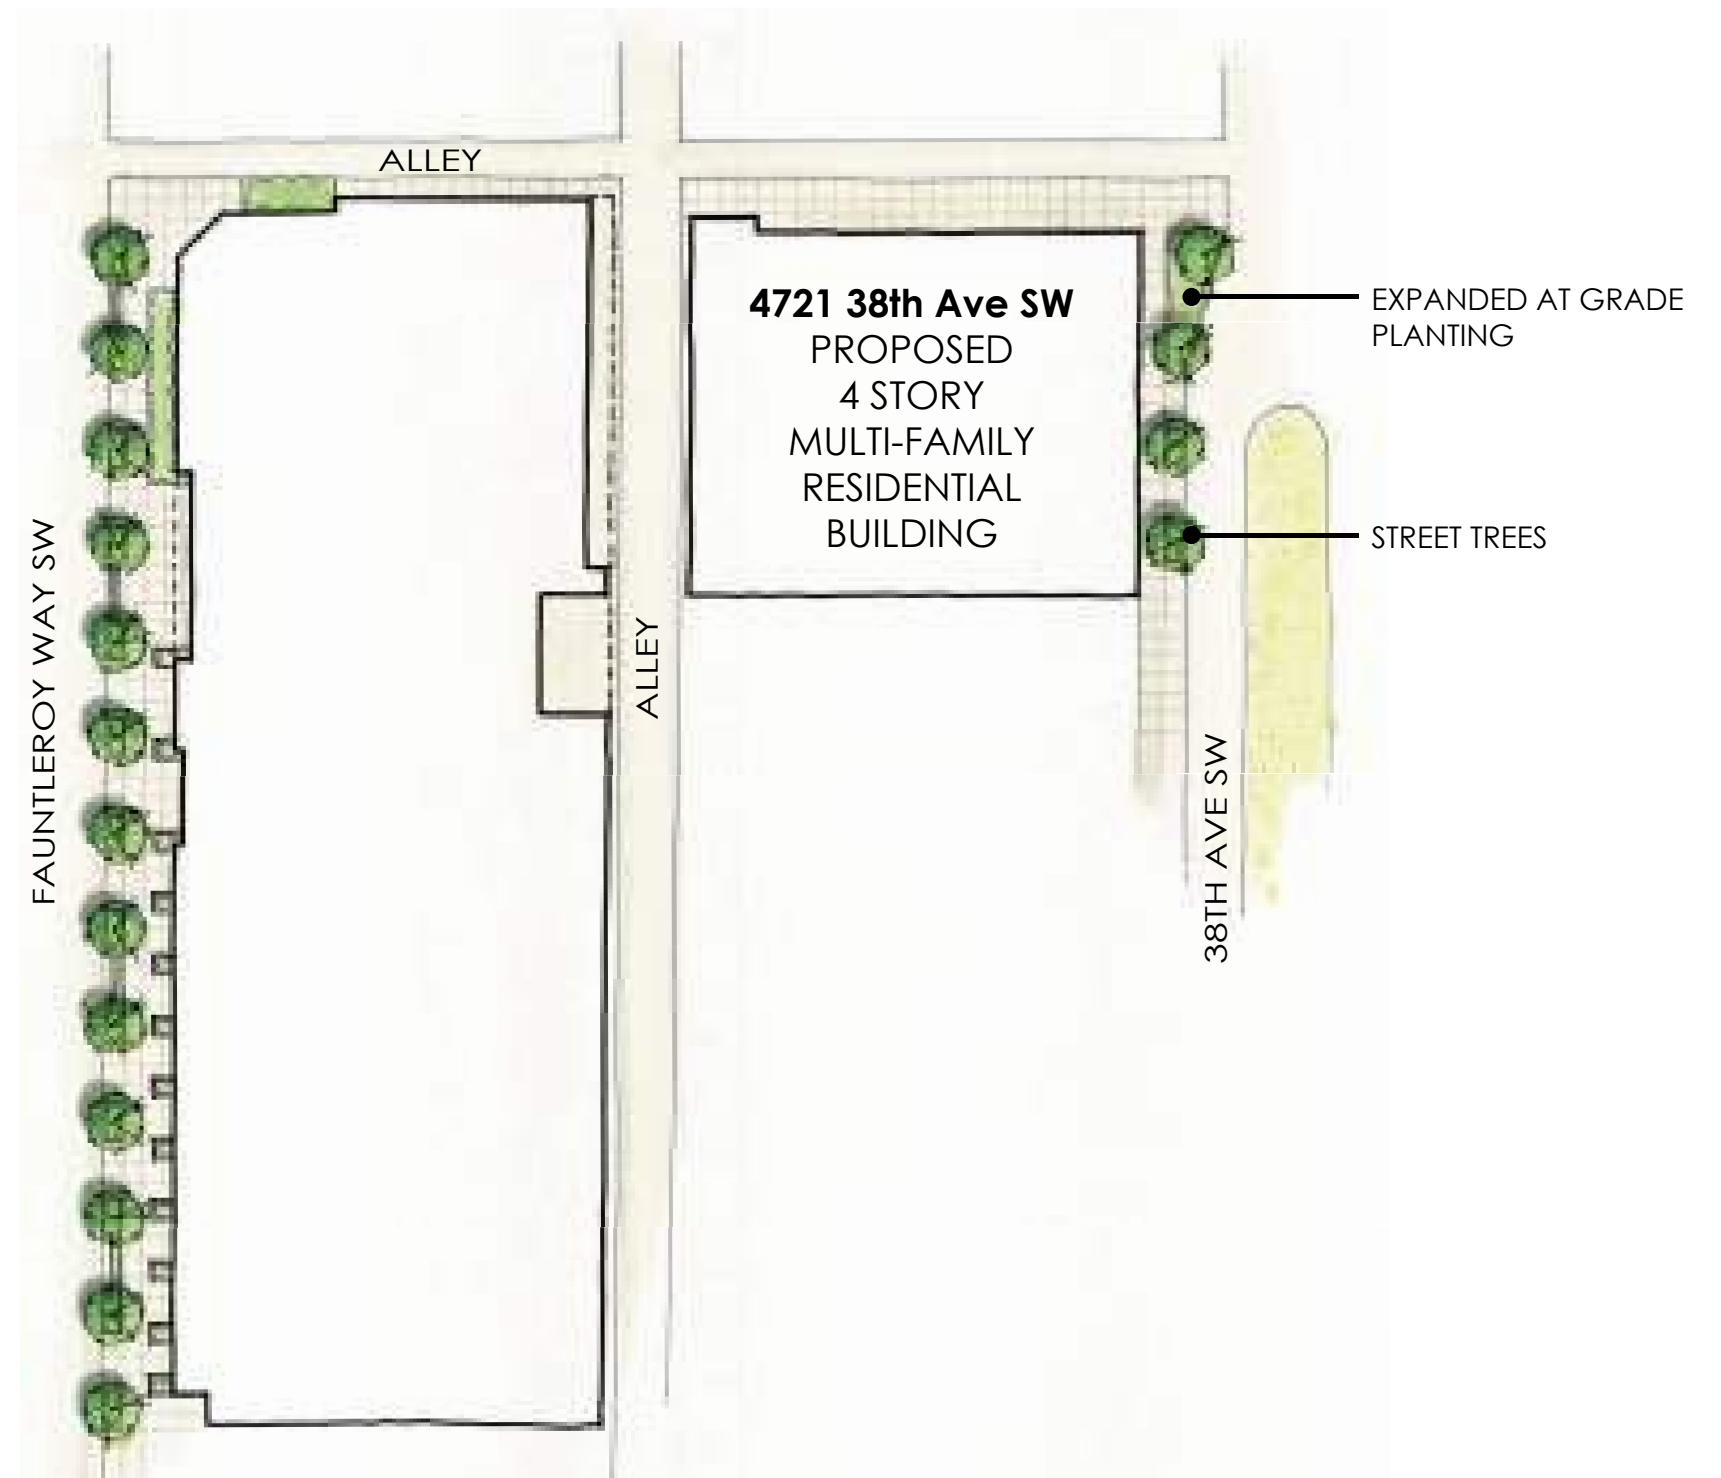 ALLEY
4721 38th Ave SW
PROPOSED
4 STORY
MULTI-FAMILY
RESIDENTIAL
BUILDING
EXPANDED AT GRADE
PLANTING
STREET TREES
FAUNTLEROY WAY SW
ALLEY
38TH AVE SW